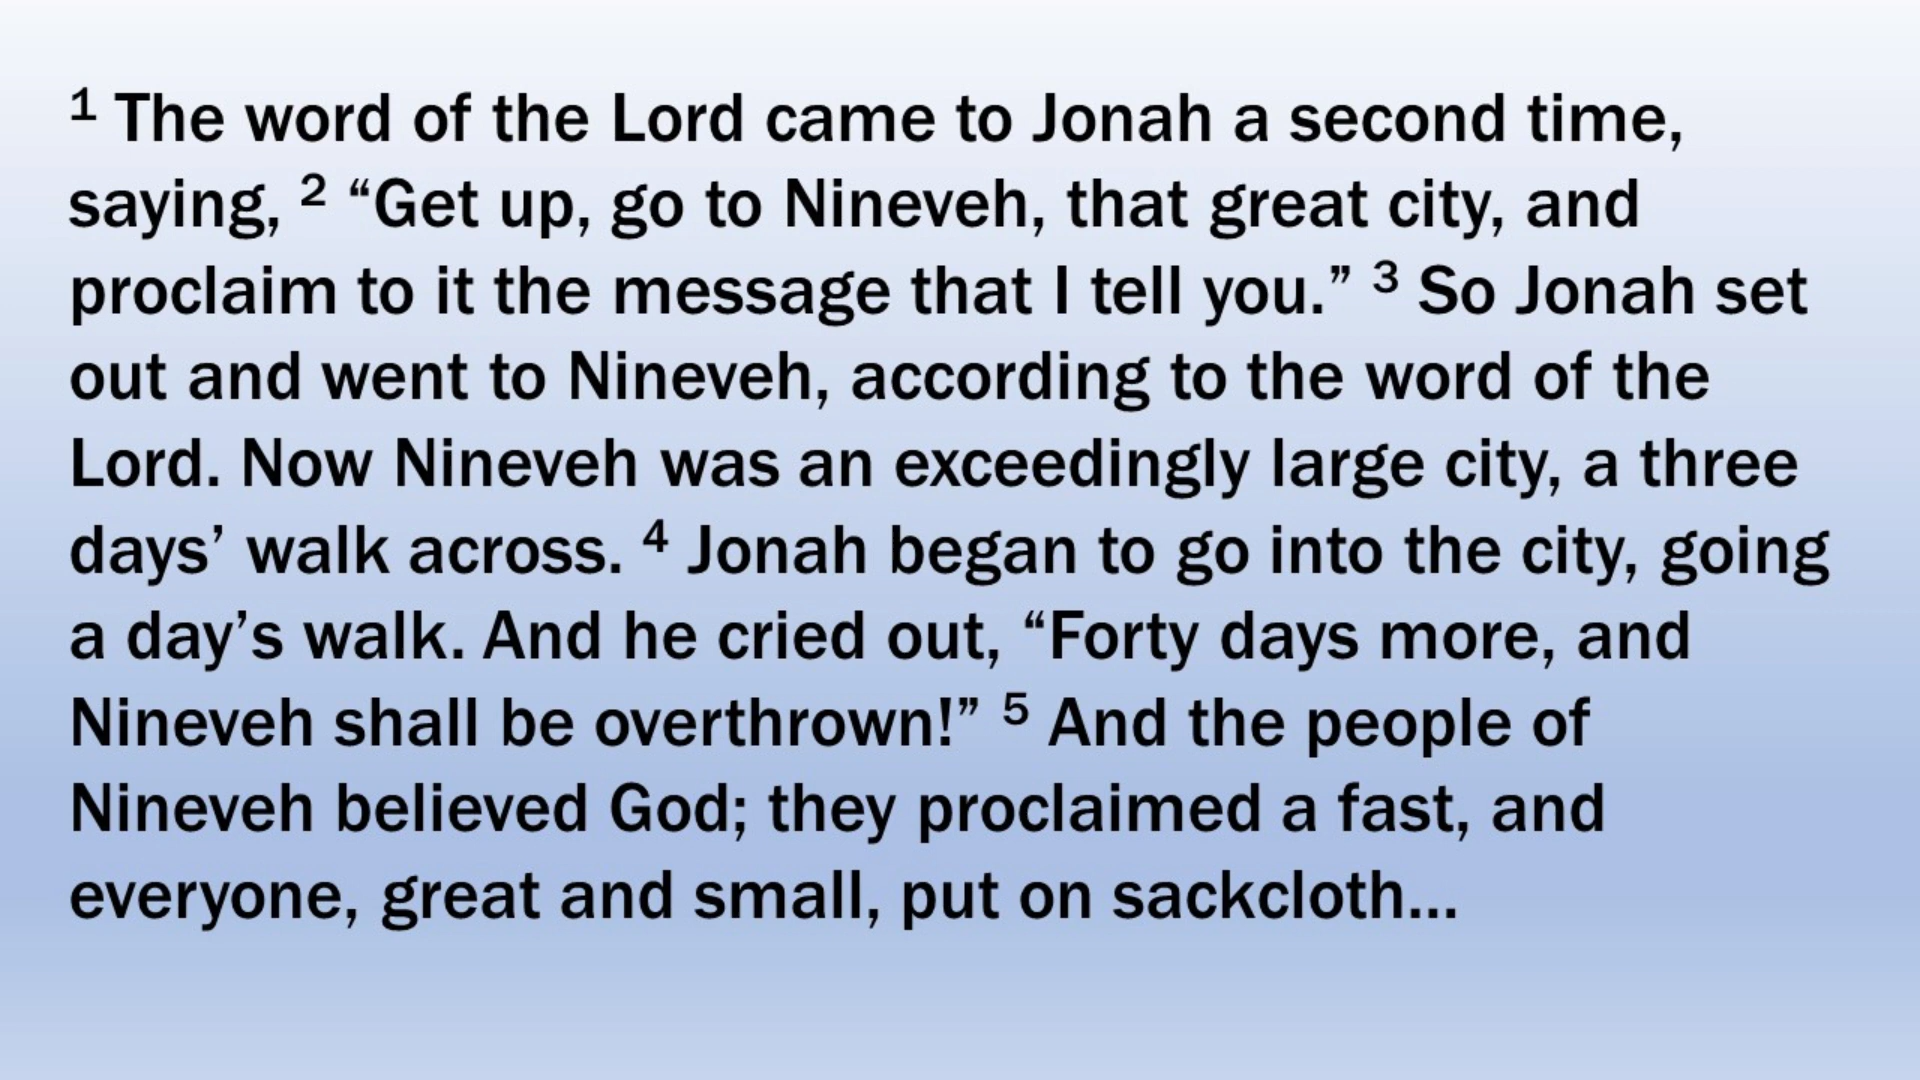 ¹ The word of the Lord came to Jonah a second time,
saying, ² “Get up, go to Nineveh, that great city, and
proclaim to it the message that I tell you.” ³ So Jonah set
out and went to Nineveh, according to the word of the
Lord. Now Nineveh was an exceedingly large city, a three
days’ walk across. ⁴ Jonah began to go into the city, going
a day’s walk. And he cried out, “Forty days more, and
Nineveh shall be overthrown!” ⁵ And the people of
Nineveh believed God; they proclaimed a fast, and
everyone, great and small, put on sackcloth…